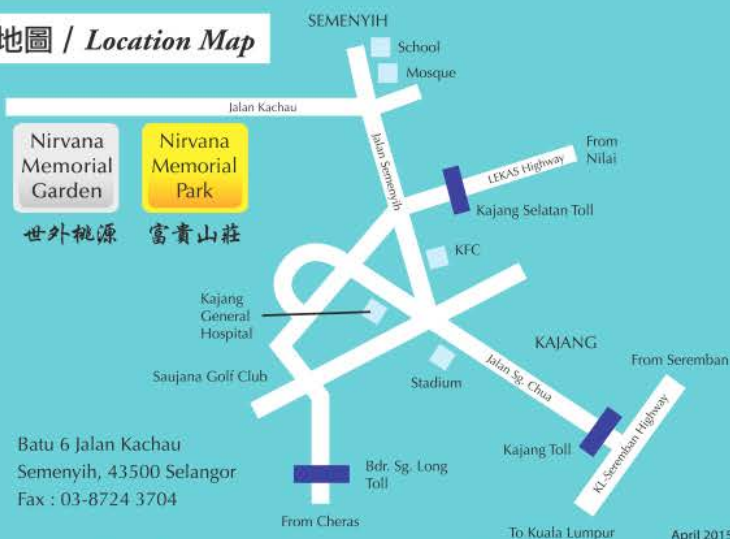 地圖 / Location Map
SEMENYIH
School
Mosque
Jalan Kachau
Nirvana
Memorial
Garden
世外桃源
Nirvana
Memorial
Park
富貴山莊
Jalan Semenyih
From
Nilai
LEKAS Highway
Kajang Selatan Toll
KFC
Kajang
General
Hospital
KAJANG
From Seremban
Saujana Golf Club
Stadium
Jalan Sg. Chua
KL-Seremban Highway
Kajang Toll
Batu 6 Jalan Kachau
Semenyih, 43500 Selangor
Fax : 03-8724 3704
Bdr. Sg. Long
Toll
From Cheras
To Kuala Lumpur
April 2015